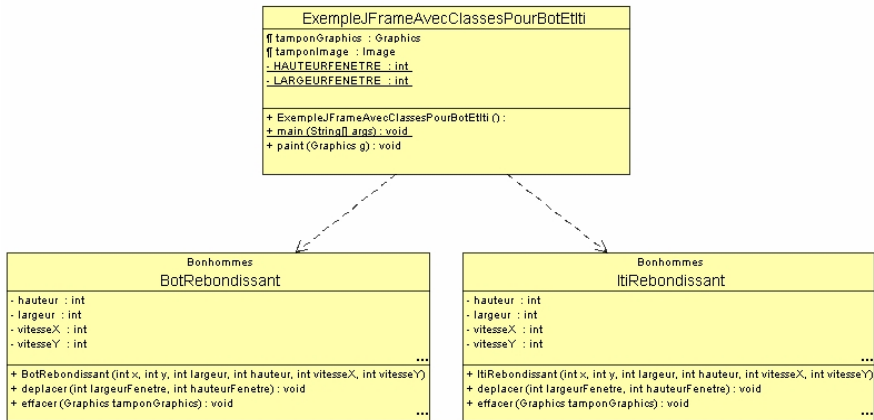 ExempleJFrameAvecClassesPourBotEtIti
¶ tamponGraphics : Graphics
¶ tamponImage : Image
- HAUTEURFENETRE : int
- LARGEURFENETRE : int
+ ExempleJFrameAvecClassesPourBotEtIti () :
+ main (String[] args) : void
+ paint (Graphics g) : void
Bonhommes
BotRebondissant
- hauteur : int
- largeur : int
- vitesseX : int
- vitesseY : int
...
+ BotRebondissant (int x, int y, int largeur, int hauteur, int vitesseX, int vitesseY)
+ deplacer (int largeurFenetre, int hauteurFenetre) : void
+ effacer (Graphics tamponGraphics) : void
...
Bonhommes
ItiRebondissant
- hauteur : int
- largeur : int
- vitesseX : int
- vitesseY : int
...
+ ItiRebondissant (int x, int y, int largeur, int hauteur, int vitesseX, int vitesseY)
+ deplacer (int largeurFenetre, int hauteurFenetre) : void
+ effacer (Graphics tamponGraphics) : void
...